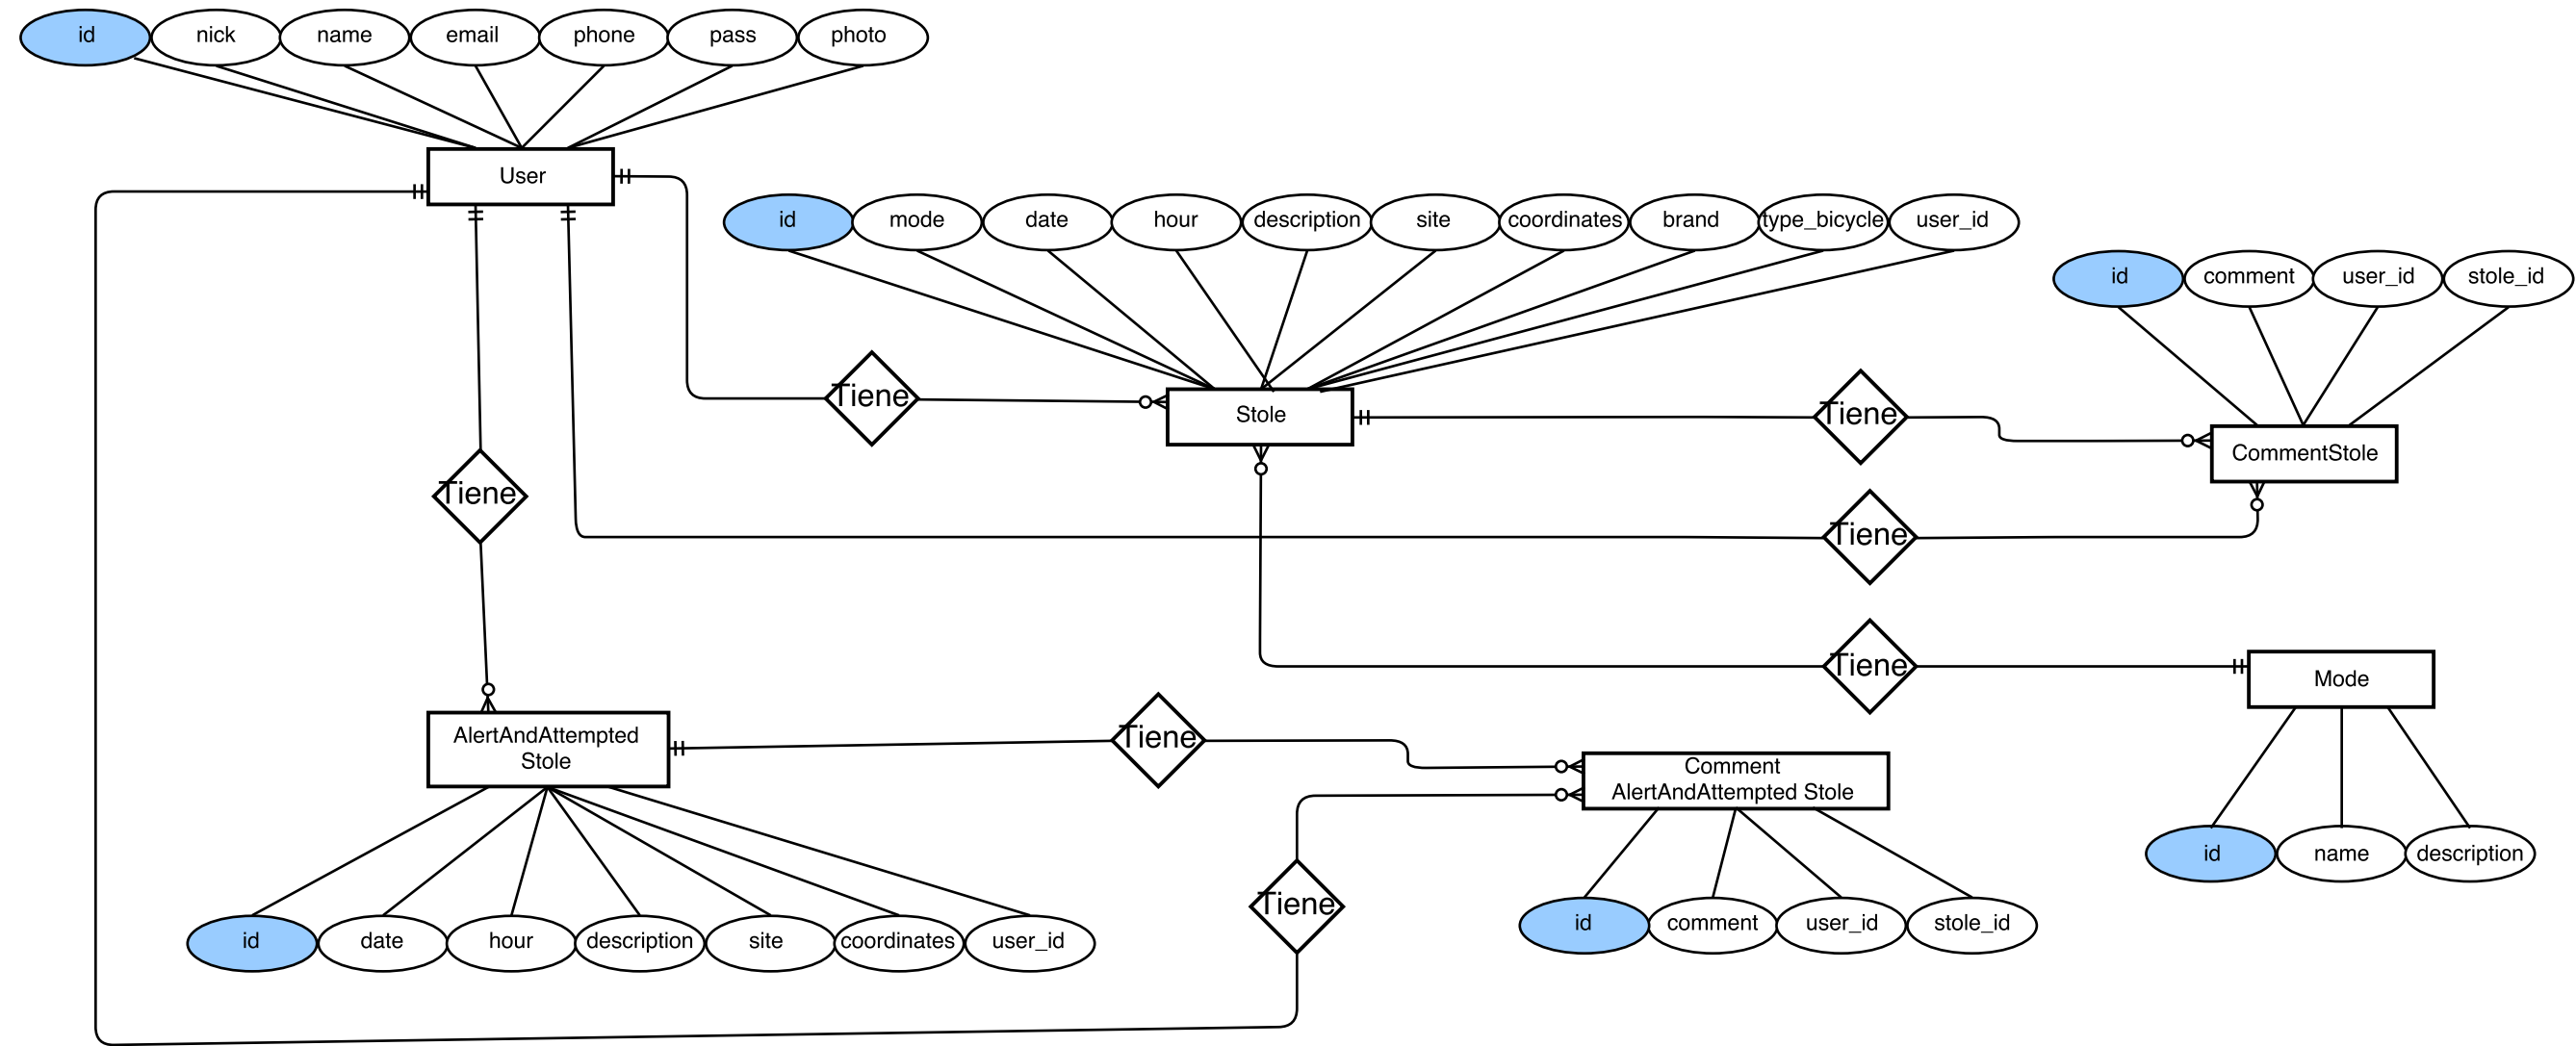 id nick name email phone pass photo
User
id mode date hour description site coordinates brand type_bicycle user_id
id comment user_id stole_id
Tiene
Stole
Tiene
CommentStole
Tiene
Tiene
Tiene
Mode
AlertAndAttempted
Stole
Tiene
Comment
AlertAndAttempted Stole
id name description
Tiene
id comment user_id stole_id
id date hour description site coordinates user_id